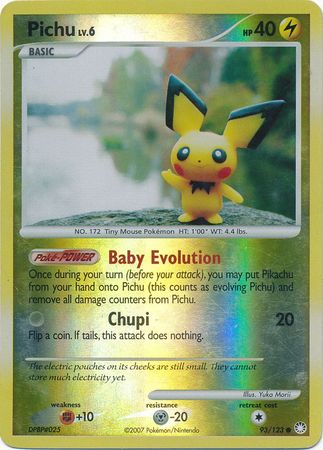 Pichu LV.6 HP 40
BASIC
NO. 172 Tiny Mouse Pokémon HT: 1'00" WT: 4.4 lbs.
Poké-POWER Baby Evolution
Once during your turn (before your attack), you may put Pikachu
from your hand onto Pichu (this counts as evolving Pichu) and
remove all damage counters from Pichu.
Chupi 20
Flip a coin. If tails, this attack does nothing.
The electric pouches on its cheeks are still small. They cannot
store much electricity yet.
Illus. Yuko Morii
weakness resistance retreat cost
+10 -20
DPBP#025 ©2007 Pokémon/Nintendo 93/123